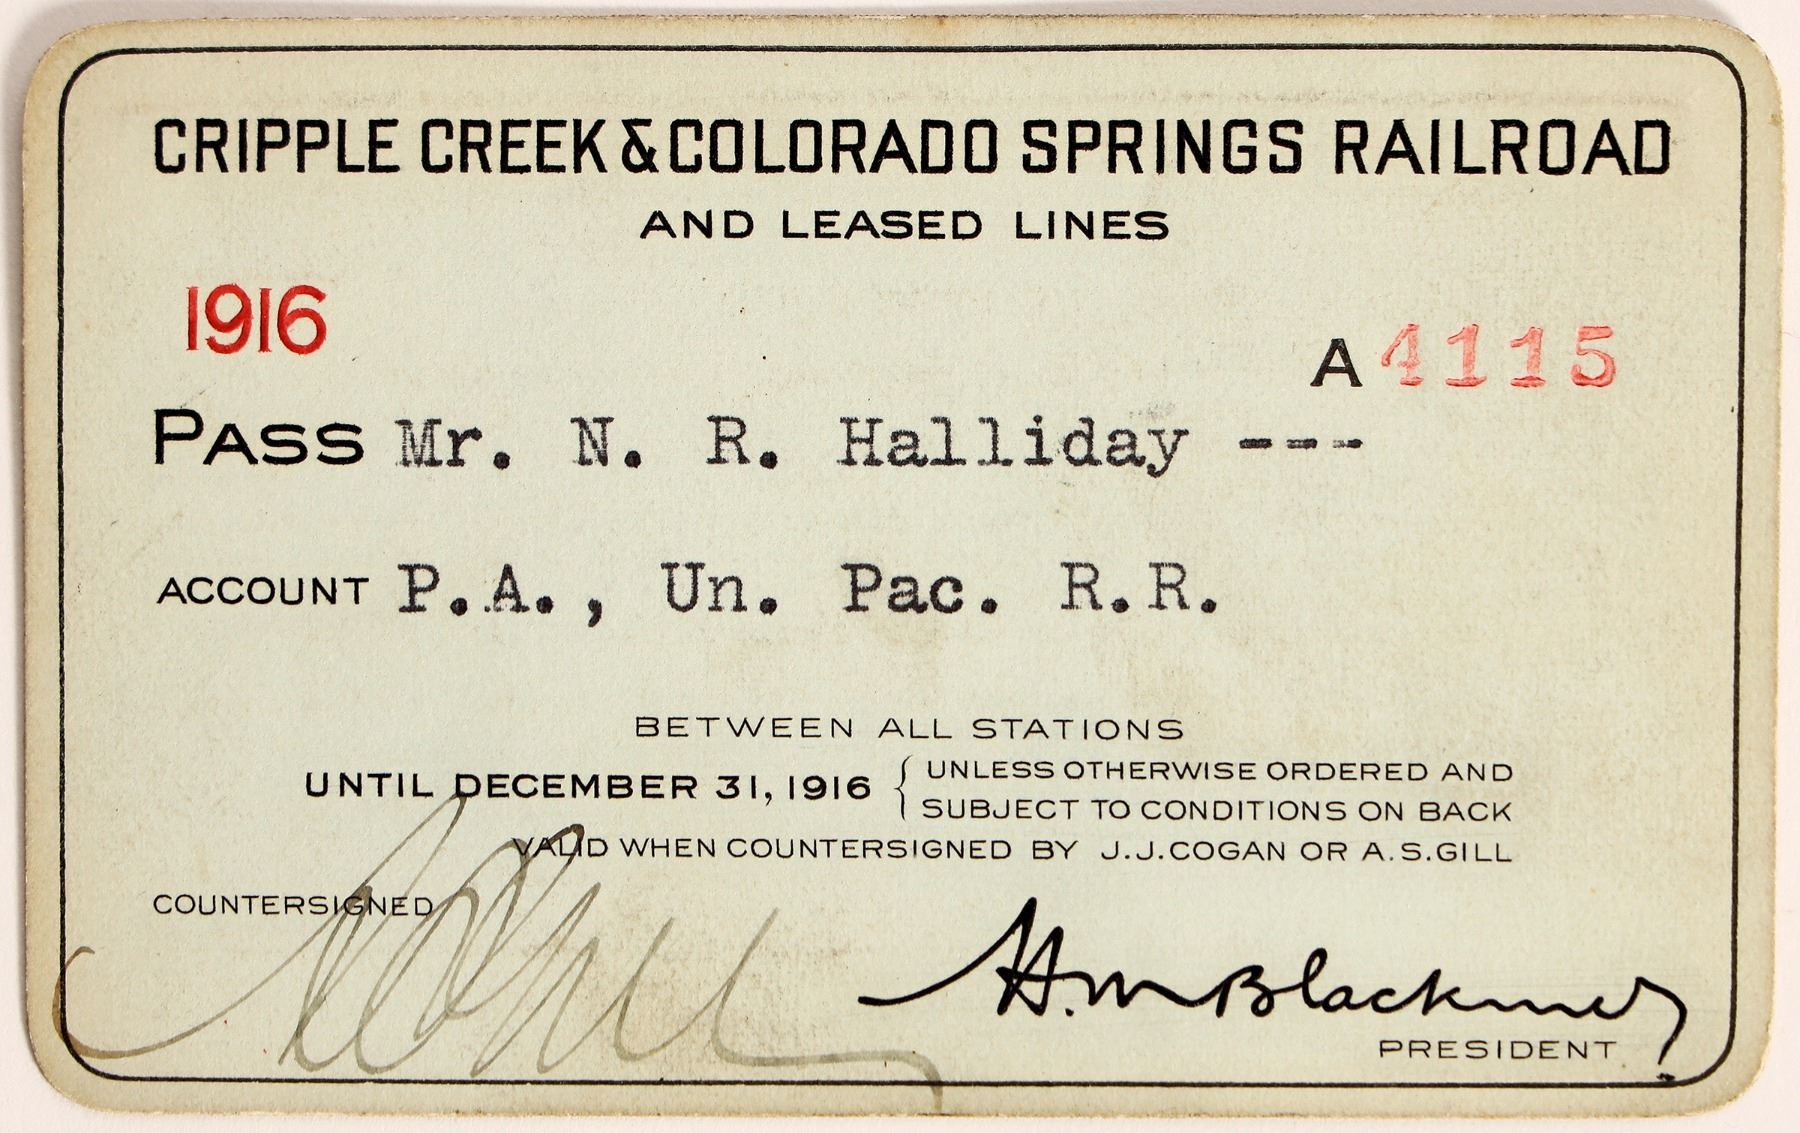 CRIPPLE CREEK & COLORADO SPRINGS RAILROAD
AND LEASED LINES
1916
A 4115
PASS Mr. N. R. Halliday ---
ACCOUNT P.A., Un. Pac. R.R.
BETWEEN ALL STATIONS
UNTIL DECEMBER 31, 1916 { UNLESS OTHERWISE ORDERED AND
SUBJECT TO CONDITIONS ON BACK
VALID WHEN COUNTERSIGNED BY J.J. COGAN OR A.S. GILL
COUNTERSIGNED
H.M Blackmer
PRESIDENT